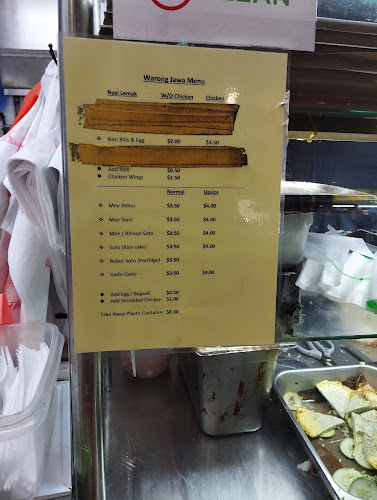 EAN
Warong Jawa Menu
Nasi Lemak W/O Chicken Chicken
Ikan Bilis & Egg $2.00 $3.50
Add Rice $0.50
Chicken Wings $1.50
Normal Upsize
Mee Rebus $3.50 $4.00
Mee Siam $3.50 $4.00
Mee / Bihoon Soto $3.50 $4.00
Soto (Rice cake) $3.50 $4.00
Bubur Soto (Porridge) $3.50
Gado-Gado $3.50 $4.00
Add Egg / Begedil $0.50
Add Shredded Chicken $1.00
Take Away Plastic Container $0.30